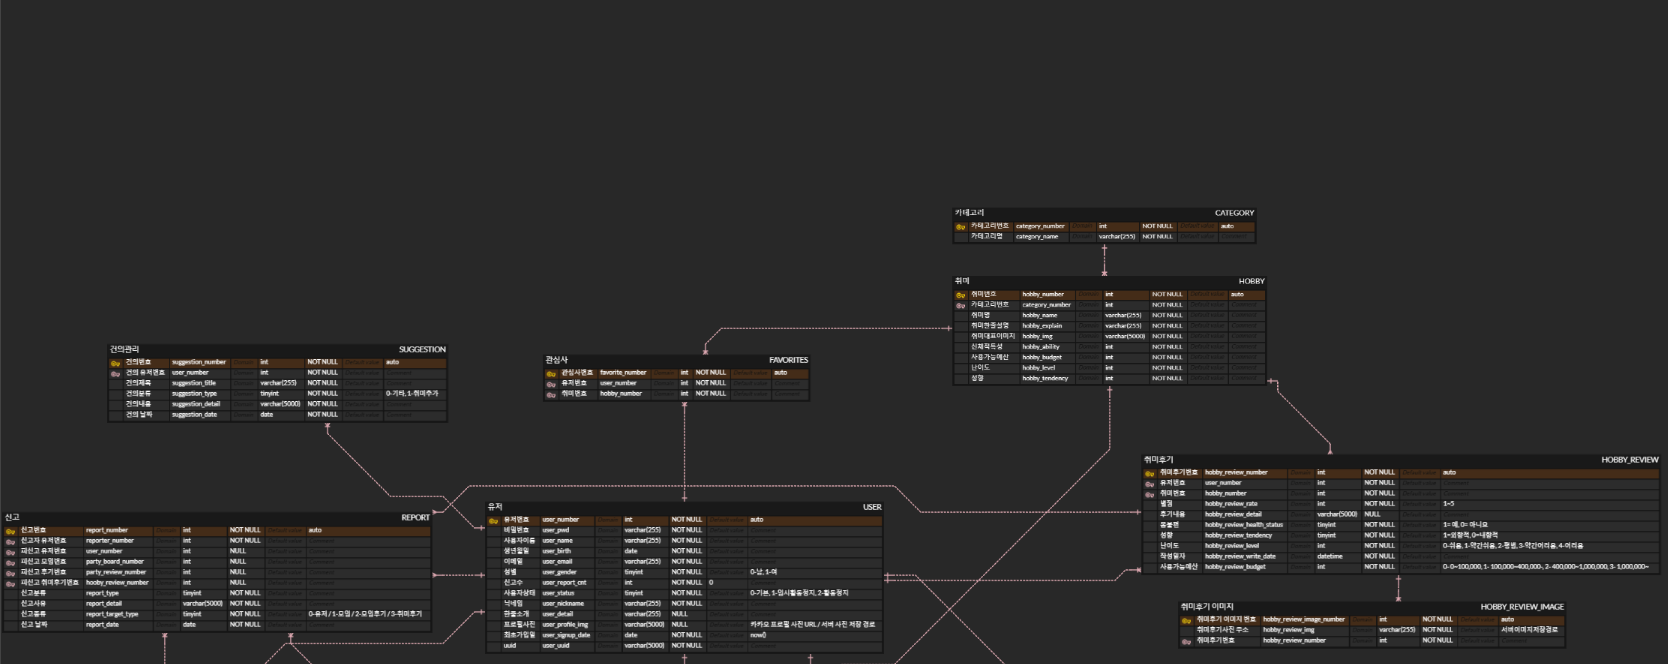 카테고리 CATEGORY
카테고리번호 category_number int NOT NULL auto
카테고리명 category_name varchar(255) NOT NULL
취미 HOBBY
취미번호 hobby_number int NOT NULL auto
카테고리번호 category_number int NOT NULL
취미명 hobby_name varchar(255) NOT NULL
취미한줄설명 hobby_explain varchar(255) NOT NULL
취미대표이미지 hobby_img varchar(5000) NOT NULL
신체적특성 hobby_ability int NOT NULL
사용가능예산 hobby_budget int NOT NULL
난이도 hobby_level int NOT NULL
성향 hobby_tendency int NOT NULL
건의관리 SUGGESTION
건의번호 suggestion_number int NOT NULL auto
건의 유저번호 user_number int NOT NULL
건의제목 suggestion_title varchar(255) NOT NULL
건의분류 suggestion_type tinyint NOT NULL 0-기타, 1-취미추가
건의내용 suggestion_detail varchar(5000) NOT NULL
건의 날짜 suggestion_date date NOT NULL
관심사 FAVORITES
관심사번호 favorite_number int NOT NULL auto
유저번호 user_number int NOT NULL
취미번호 hobby_number int NOT NULL
취미후기 HOBBY_REVIEW
취미후기번호 hobby_review_number int NOT NULL auto
유저번호 user_number int NOT NULL
취미번호 hobby_number int NOT NULL
별점 hobby_review_rate int NOT NULL 1~5
후기내용 hobby_review_detail varchar(5000) NULL
hobby_review_health_status tinyint NOT NULL 1= 예, 0= 아니요
성향 hobby_review_tendency tinyint NOT NULL 1=외향적, 0=내향적
난이도 hobby_review_level int NOT NULL 0-쉬움, 1-약간쉬움, 2-평범, 3-약간어려움, 4-어려움
작성일자 hobby_review_write_date datetime NOT NULL
사용가능예산 hobby_review_budget int NOT NULL 0-0~100,000, 1- 100,000~400,000, 2- 400,000~1,000,000, 3-1,000,000~
신고 REPORT
신고번호 report_number int NOT NULL auto
신고자 유저번호 reporter_number int NOT NULL
피신고 유저번호 user_number int NULL
피신고 모임번호 party_board_number int NULL
피신고 후기번호 party_review_number int NULL
피신고 취미후기번호 hooby_review_number int NULL
신고분류 report_type tinyint NOT NULL
신고사유 report_detail varchar(5000) NOT NULL
신고종류 report_target_type tinyint NOT NULL 0-유저 / 1-모임 / 2-모임후기 / 3-취미후기
신고 날짜 report_date date NOT NULL
유저 USER
유저번호 user_number int NOT NULL auto
비밀번호 user_pwd varchar(255) NOT NULL
사용자이름 user_name varchar(255) NOT NULL
생년월일 user_birth date NOT NULL
이메일 user_email varchar(255) NOT NULL
성별 user_gender tinyint NOT NULL 0-남, 1-여
신고수 user_report_cnt int NOT NULL 0
사용자상태 user_status tinyint NOT NULL 0-기본, 1-임시활동정지, 2-활동정지
닉네임 user_nickname varchar(255) NOT NULL
한줄소개 user_detail varchar(255) NULL
프로필사진 user_profile_img varchar(5000) NULL 카카오 프로필 사진 URL / 서버 사진 저장 경로
최초가입일 user_signup_date date NOT NULL now()
uuid user_uuid varchar(5000) NOT NULL
취미후기 이미지 HOBBY_REVIEW_IMAGE
취미후기 이미지 번호 hobby_review_image_number int NOT NULL auto
취미후기사진 주소 hobby_review_img varchar(255) NOT NULL 서버이미지저장경로
취미후기번호 hobby_review_number int NOT NULL